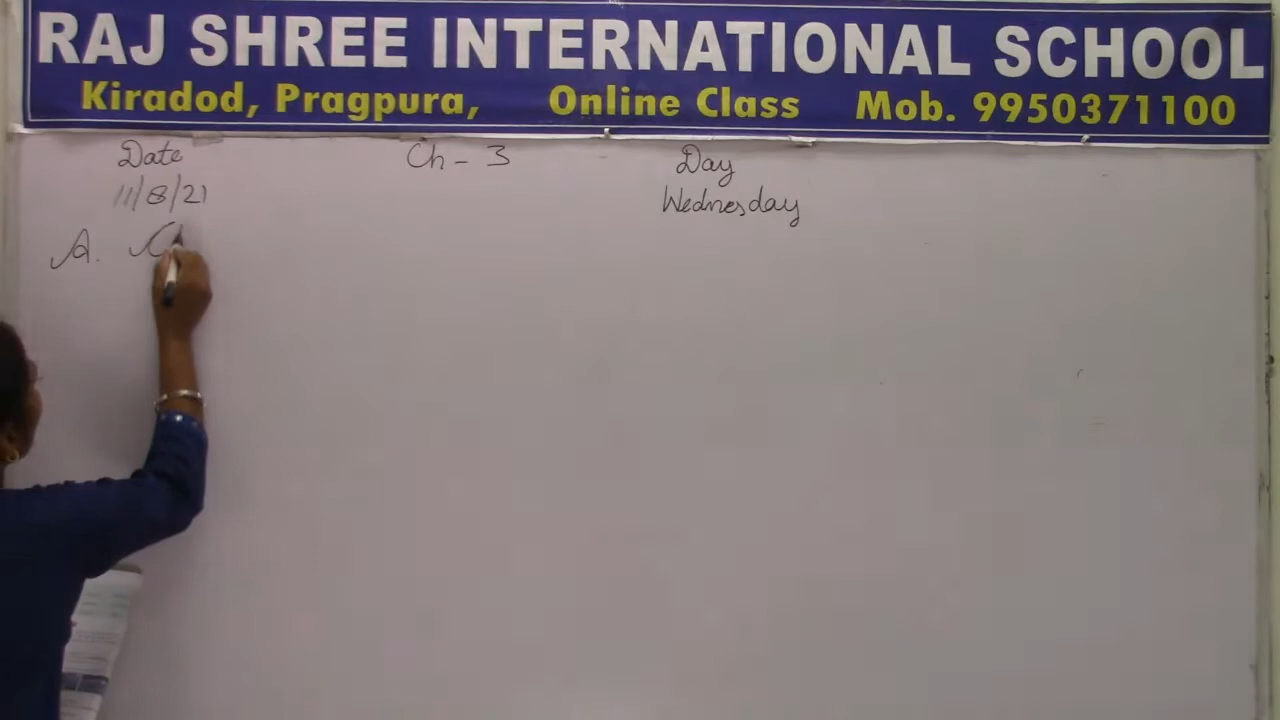 RAJ SHREE INTERNATIONAL SCHOOL
Kiradod, Pragpura, Online Class Mob. 9950371100
Date Ch - 3 Day
11/8/21 Wednesday
A.